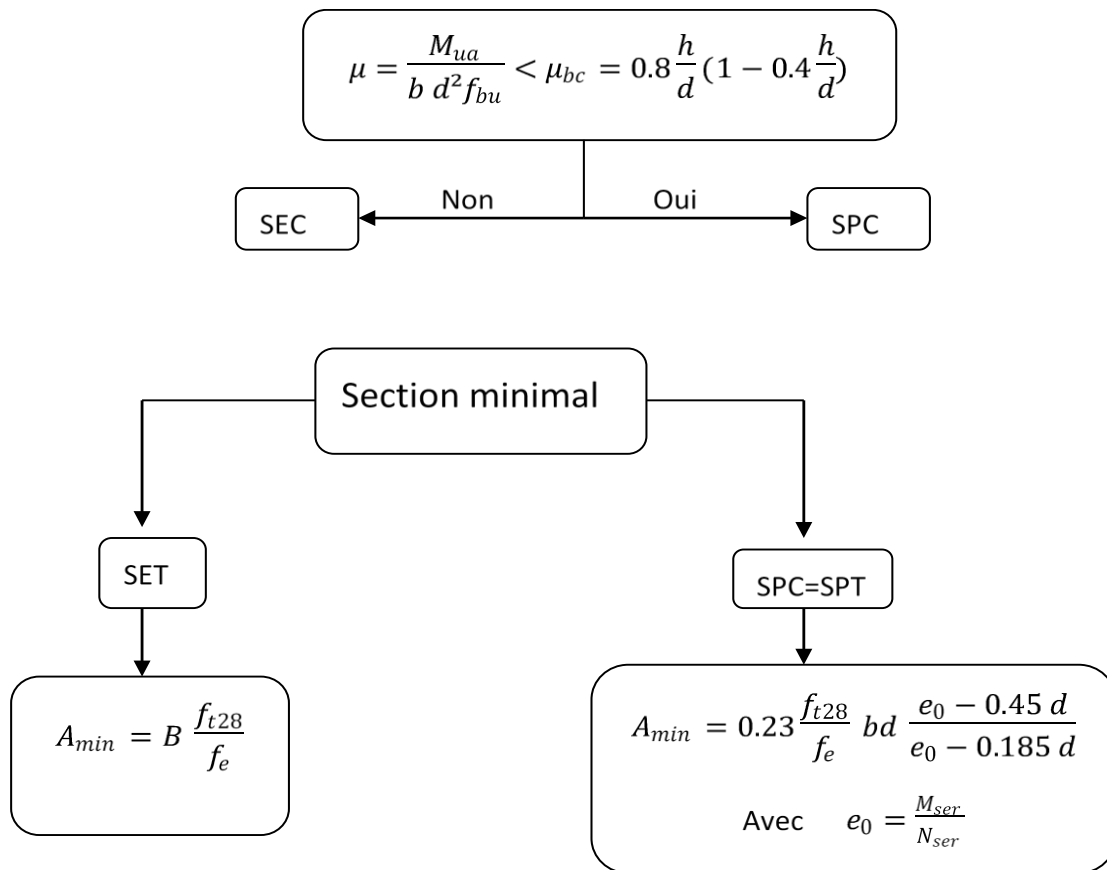 μ = M_ua / (b d² f_bu) < μ_bc = 0.8 h/d (1 − 0.4 h/d)
Non Oui
SEC SPC
Section minimal
SET SPC=SPT
A_min = B f_t28 / f_e
A_min = 0.23 f_t28 / f_e bd (e_0 − 0.45 d) / (e_0 − 0.185 d)
Avec e_0 = M_ser / N_ser